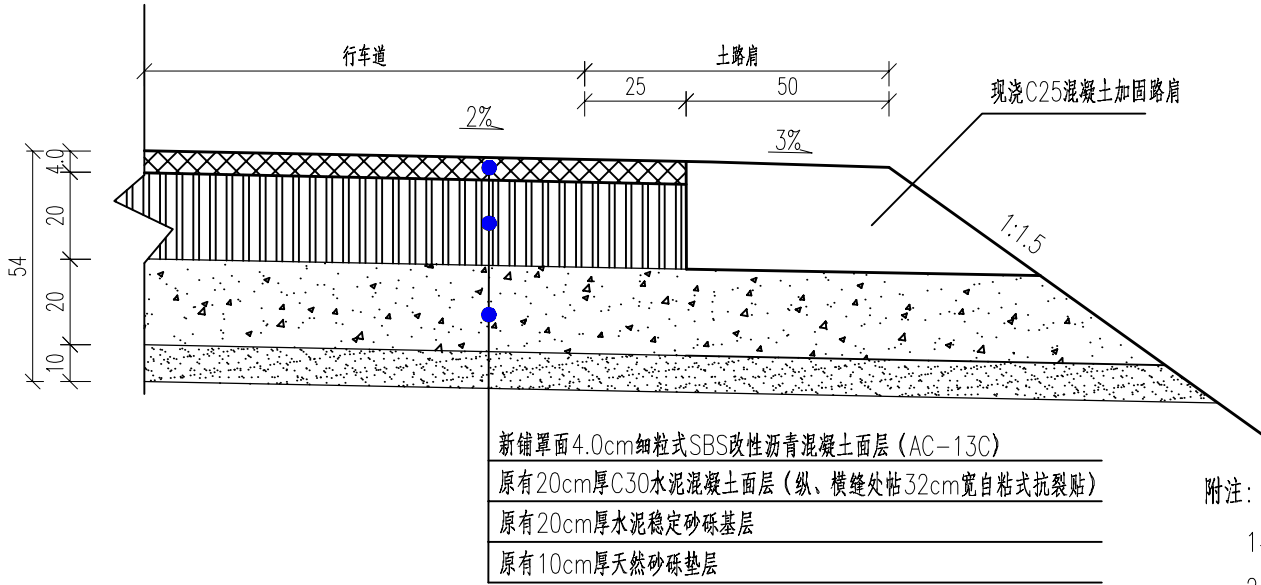 行车道
土路肩
25
50
现浇C25混凝土加固路肩
2%
3%
4.0
20
54
20
10
1:1.5
新铺罩面4.0cm细粒式SBS改性沥青混凝土面层(AC-13C)
原有20cm厚C30水泥混凝土面层(纵、横缝处帖32cm宽自粘式抗裂贴)
原有20cm厚水泥稳定砂砾基层
原有10cm厚天然砂砾垫层
附注:
1.